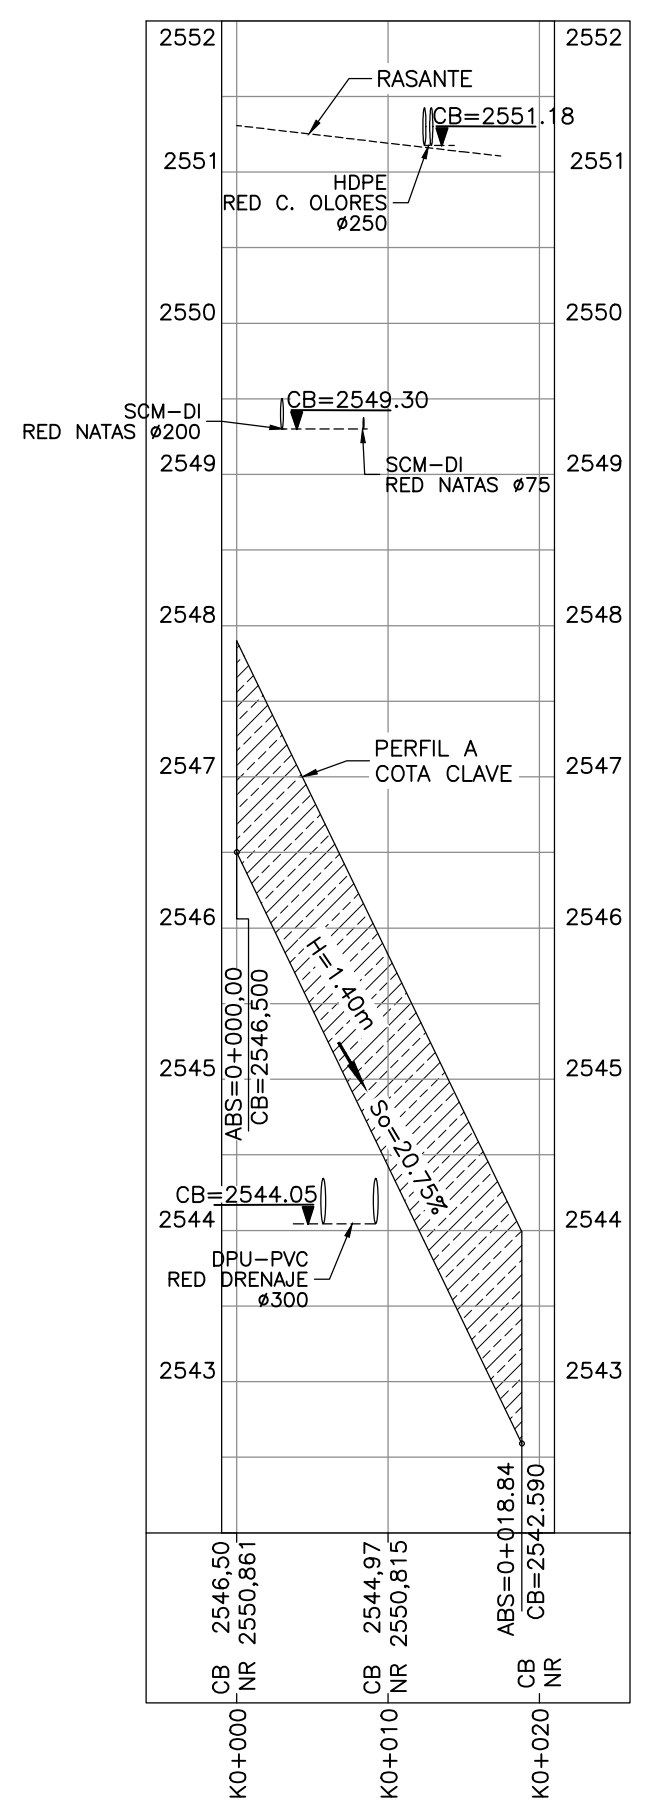 2552
2552
RASANTE
CB=2551.18
2551
2551
HDPE
RED C. OLORES
ø250
2550
2550
CB=2549.30
SCM-DI
RED NATAS ø200
2549
2549
SCM-DI
RED NATAS ø75
2548
2548
2547
2547
PERFIL A
COTA CLAVE
2546
2546
H=1.40m
ABS=0+000,00
CB=2546,500
2545
2545
So=20.75%
CB=2544.05
2544
2544
DPU-PVC
RED DRENAJE
ø300
2543
2543
ABS=0+018.84
CB=2542.590
CB 2546,50
NR 2550,861
CB 2544,97
NR 2550,815
CB
NR
K0+000
K0+010
K0+020